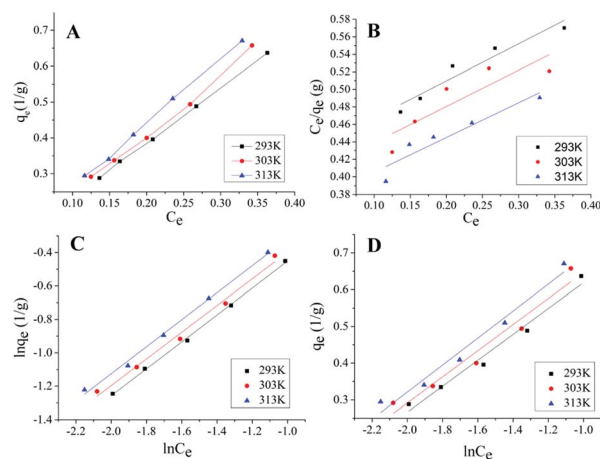 A
qe(1/g)
0.7
0.6
0.5
0.4
0.3
293K
303K
313K
0.10 0.15 0.20 0.25 0.30 0.35 0.40
Ce
B
Ce/qe (g)
0.58
0.56
0.54
0.52
0.50
0.48
0.46
0.44
0.42
0.40
0.38
293K
303K
313K
0.10 0.15 0.20 0.25 0.30 0.35 0.40
Ce
C
lnqe (1/g)
-0.4
-0.6
-0.8
-1.0
-1.2
-1.4
293K
303K
313K
-2.2 -2.0 -1.8 -1.6 -1.4 -1.2 -1.0
lnCe
D
qe (1/g)
0.7
0.6
0.5
0.4
0.3
293K
303K
313K
-2.2 -2.0 -1.8 -1.6 -1.4 -1.2 -1.0
lnCe